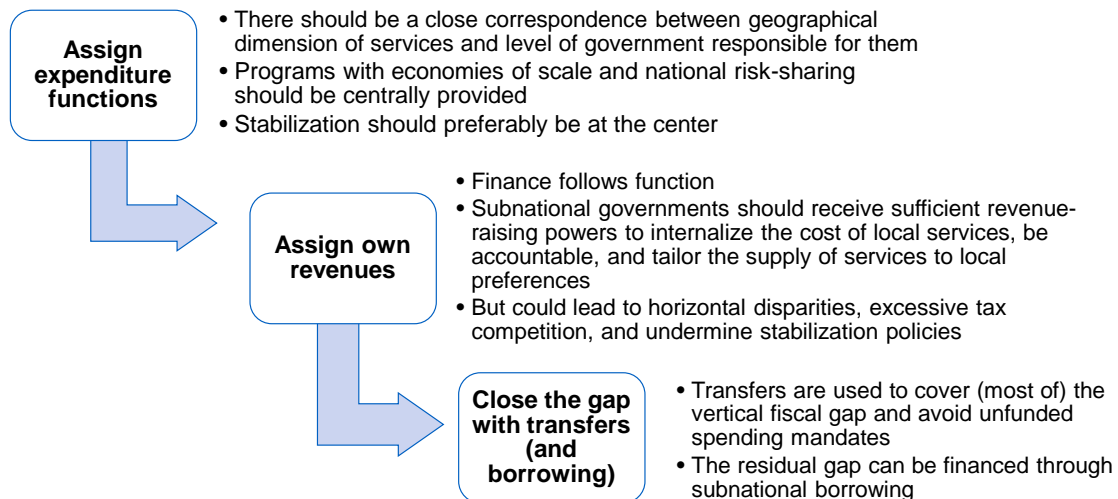 Assign
expenditure
functions
• There should be a close correspondence between geographical
dimension of services and level of government responsible for them
• Programs with economies of scale and national risk-sharing
should be centrally provided
• Stabilization should preferably be at the center
Assign own
revenues
• Finance follows function
• Subnational governments should receive sufficient revenue-
raising powers to internalize the cost of local services, be
accountable, and tailor the supply of services to local
preferences
• But could lead to horizontal disparities, excessive tax
competition, and undermine stabilization policies
Close the gap
with transfers
(and
borrowing)
• Transfers are used to cover (most of) the
vertical fiscal gap and avoid unfunded
spending mandates
• The residual gap can be financed through
subnational borrowing